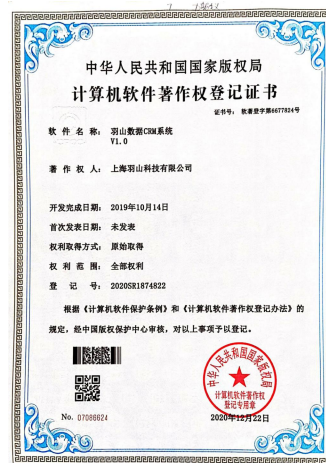 中华人民共和国国家版权局
计算机软件著作权登记证书
证书号： 软著登字第6677824号
软 件 名 称： 羽山数据CRM系统
V1.0
著 作 权 人： 上海羽山科技有限公司
开发完成日期： 2019年10月14日
首次发表日期： 未发表
权利取得方式： 原始取得
权 利 范 围： 全部权利
登 记 号： 2020SR1874822
根据《计算机软件保护条例》和《计算机软件著作权登记办法》的
规定，经中国版权保护中心审核，对以上事项予以登记。
中华人民共和国国家版权局
计算机软件著作权
登记专用章
No. 07086624
2020年12月22日